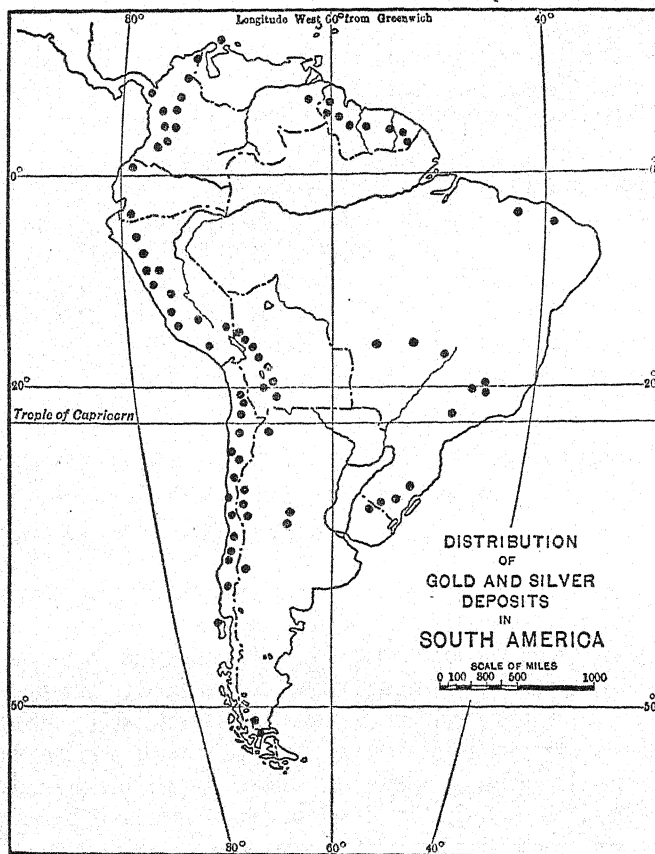 80° Longitude West 60° from Greenwich 40°
0°
20° 20°
Tropic of Capricorn
DISTRIBUTION
OF
GOLD AND SILVER
DEPOSITS
IN
SOUTH AMERICA
SCALE OF MILES
0 100 300 500 1000
50° 50
80° 60° 40°